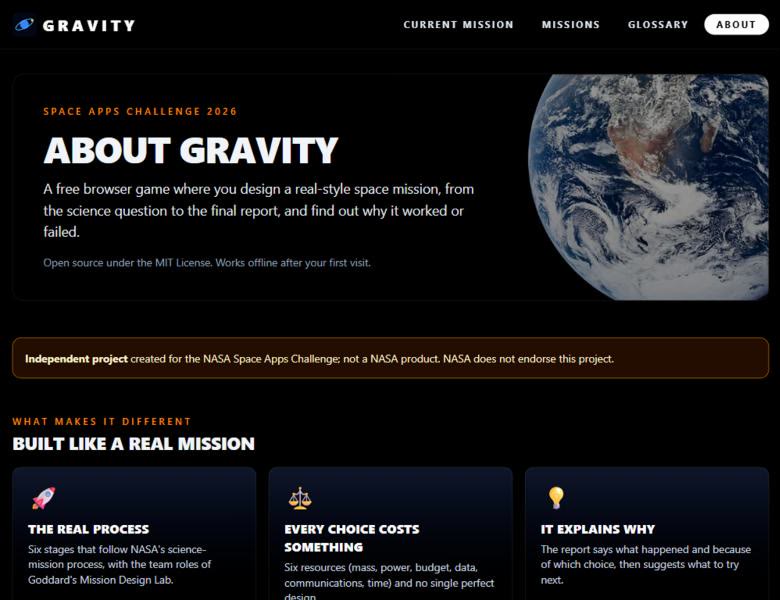 GRAVITY
CURRENT MISSION
MISSIONS
GLOSSARY
ABOUT
SPACE APPS CHALLENGE 2026
ABOUT GRAVITY
A free browser game where you design a real-style space mission, from
the science question to the final report, and find out why it worked or
failed.
Open source under the MIT License. Works offline after your first visit.
Independent project created for the NASA Space Apps Challenge; not a NASA product. NASA does not endorse this project.
WHAT MAKES IT DIFFERENT
BUILT LIKE A REAL MISSION
THE REAL PROCESS
Six stages that follow NASA's science-
mission process, with the team roles of
Goddard's Mission Design Lab.
EVERY CHOICE COSTS
SOMETHING
Six resources (mass, power, budget, data,
communications, time) and no single perfect
design.
IT EXPLAINS WHY
The report says what happened and because
of which choice, then suggests what to try
next.